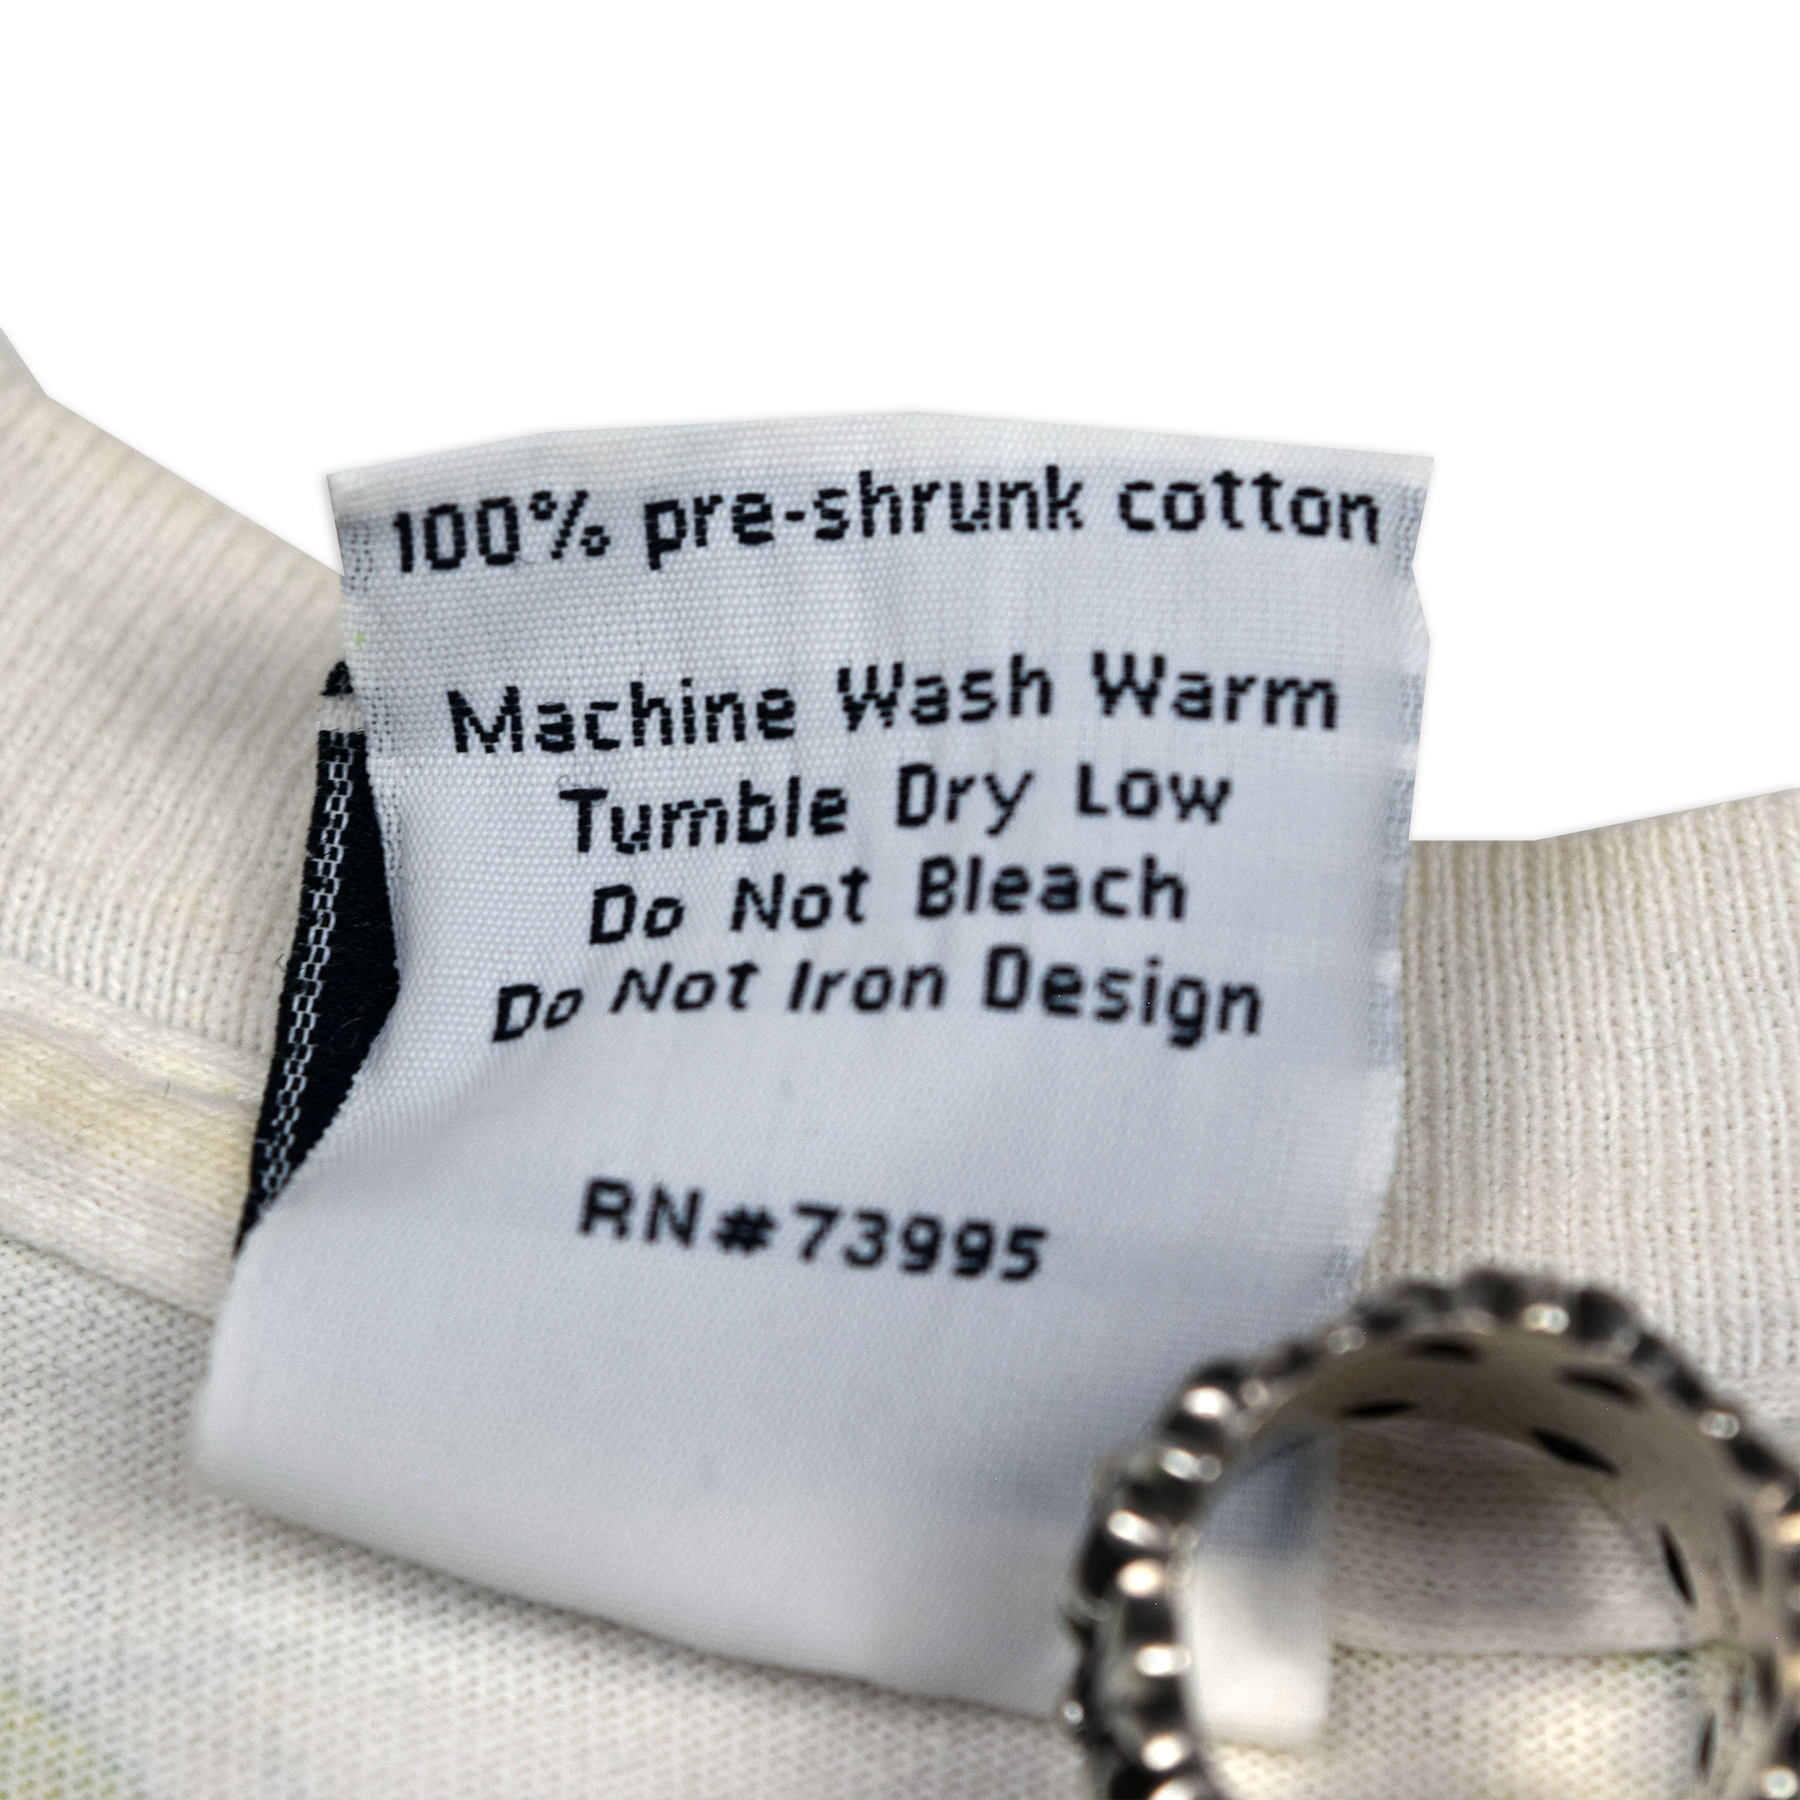 100% pre-shrunk cotton
Machine Wash Warm
Tumble Dry Low
Do Not Bleach
Do Not Iron Design
RN#73995